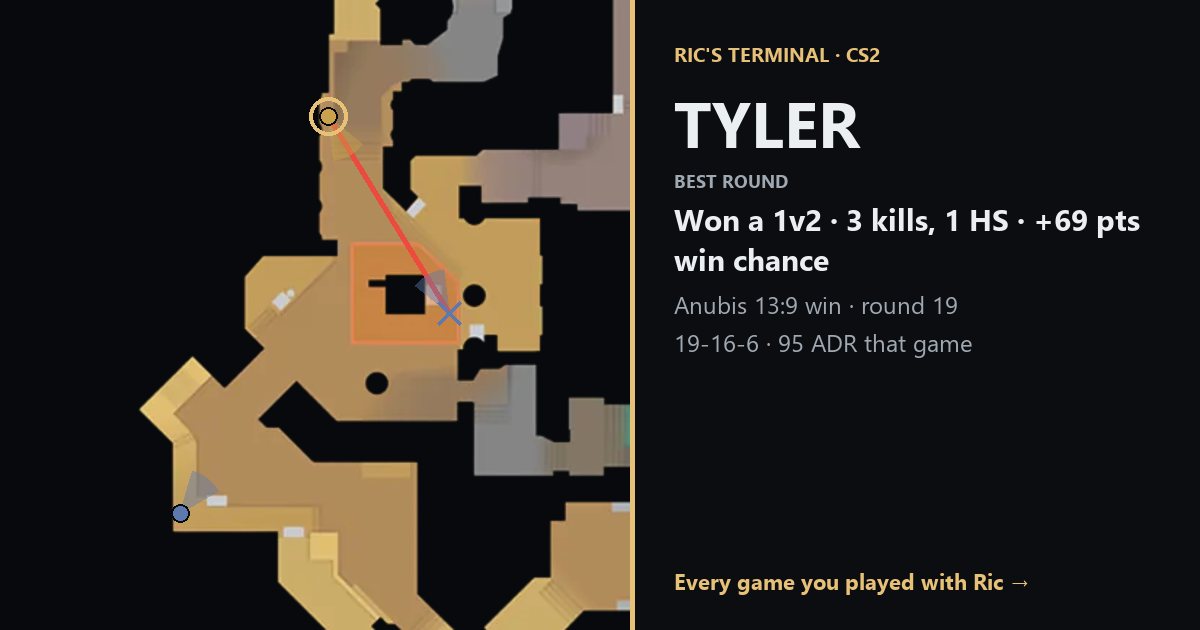 RIC'S TERMINAL · CS2
TYLER
BEST ROUND
Won a 1v2 · 3 kills, 1 HS · +69 pts
win chance
Anubis 13:9 win · round 19
19-16-6 · 95 ADR that game
Every game you played with Ric →